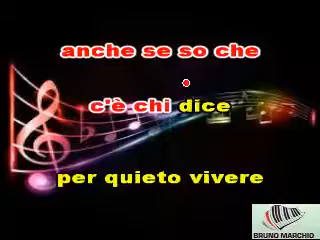 anche se so che
c'è chi dice
per quieto vivere
BRUNO MARCHIO